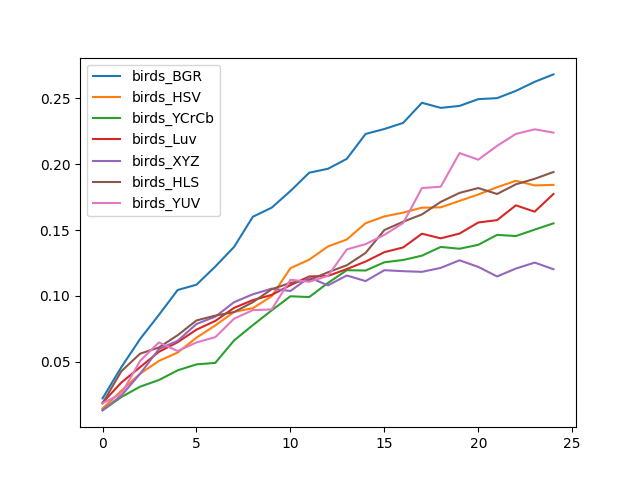 birds_BGR
birds_HSV
birds_YCrCb
birds_Luv
birds_XYZ
birds_HLS
birds_YUV
0.25
0.20
0.15
0.10
0.05
0 5 10 15 20 25